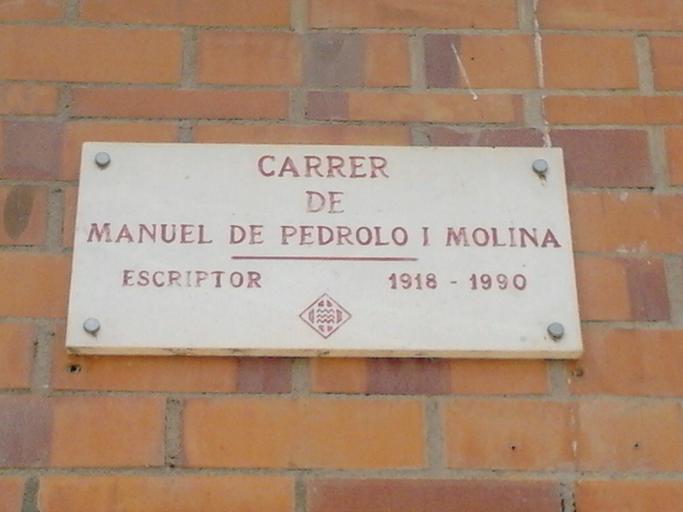 CARRER
DE
MANUEL DE PEDROLO I MOLINA
ESCRIPTOR 1918 - 1990